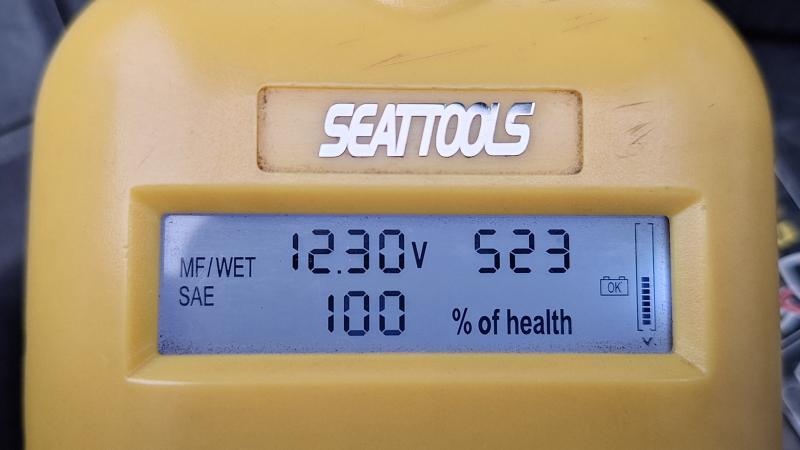 SEATTOOLS
MF/WET 12.30V 523
SAE 100 % of health
OK
V